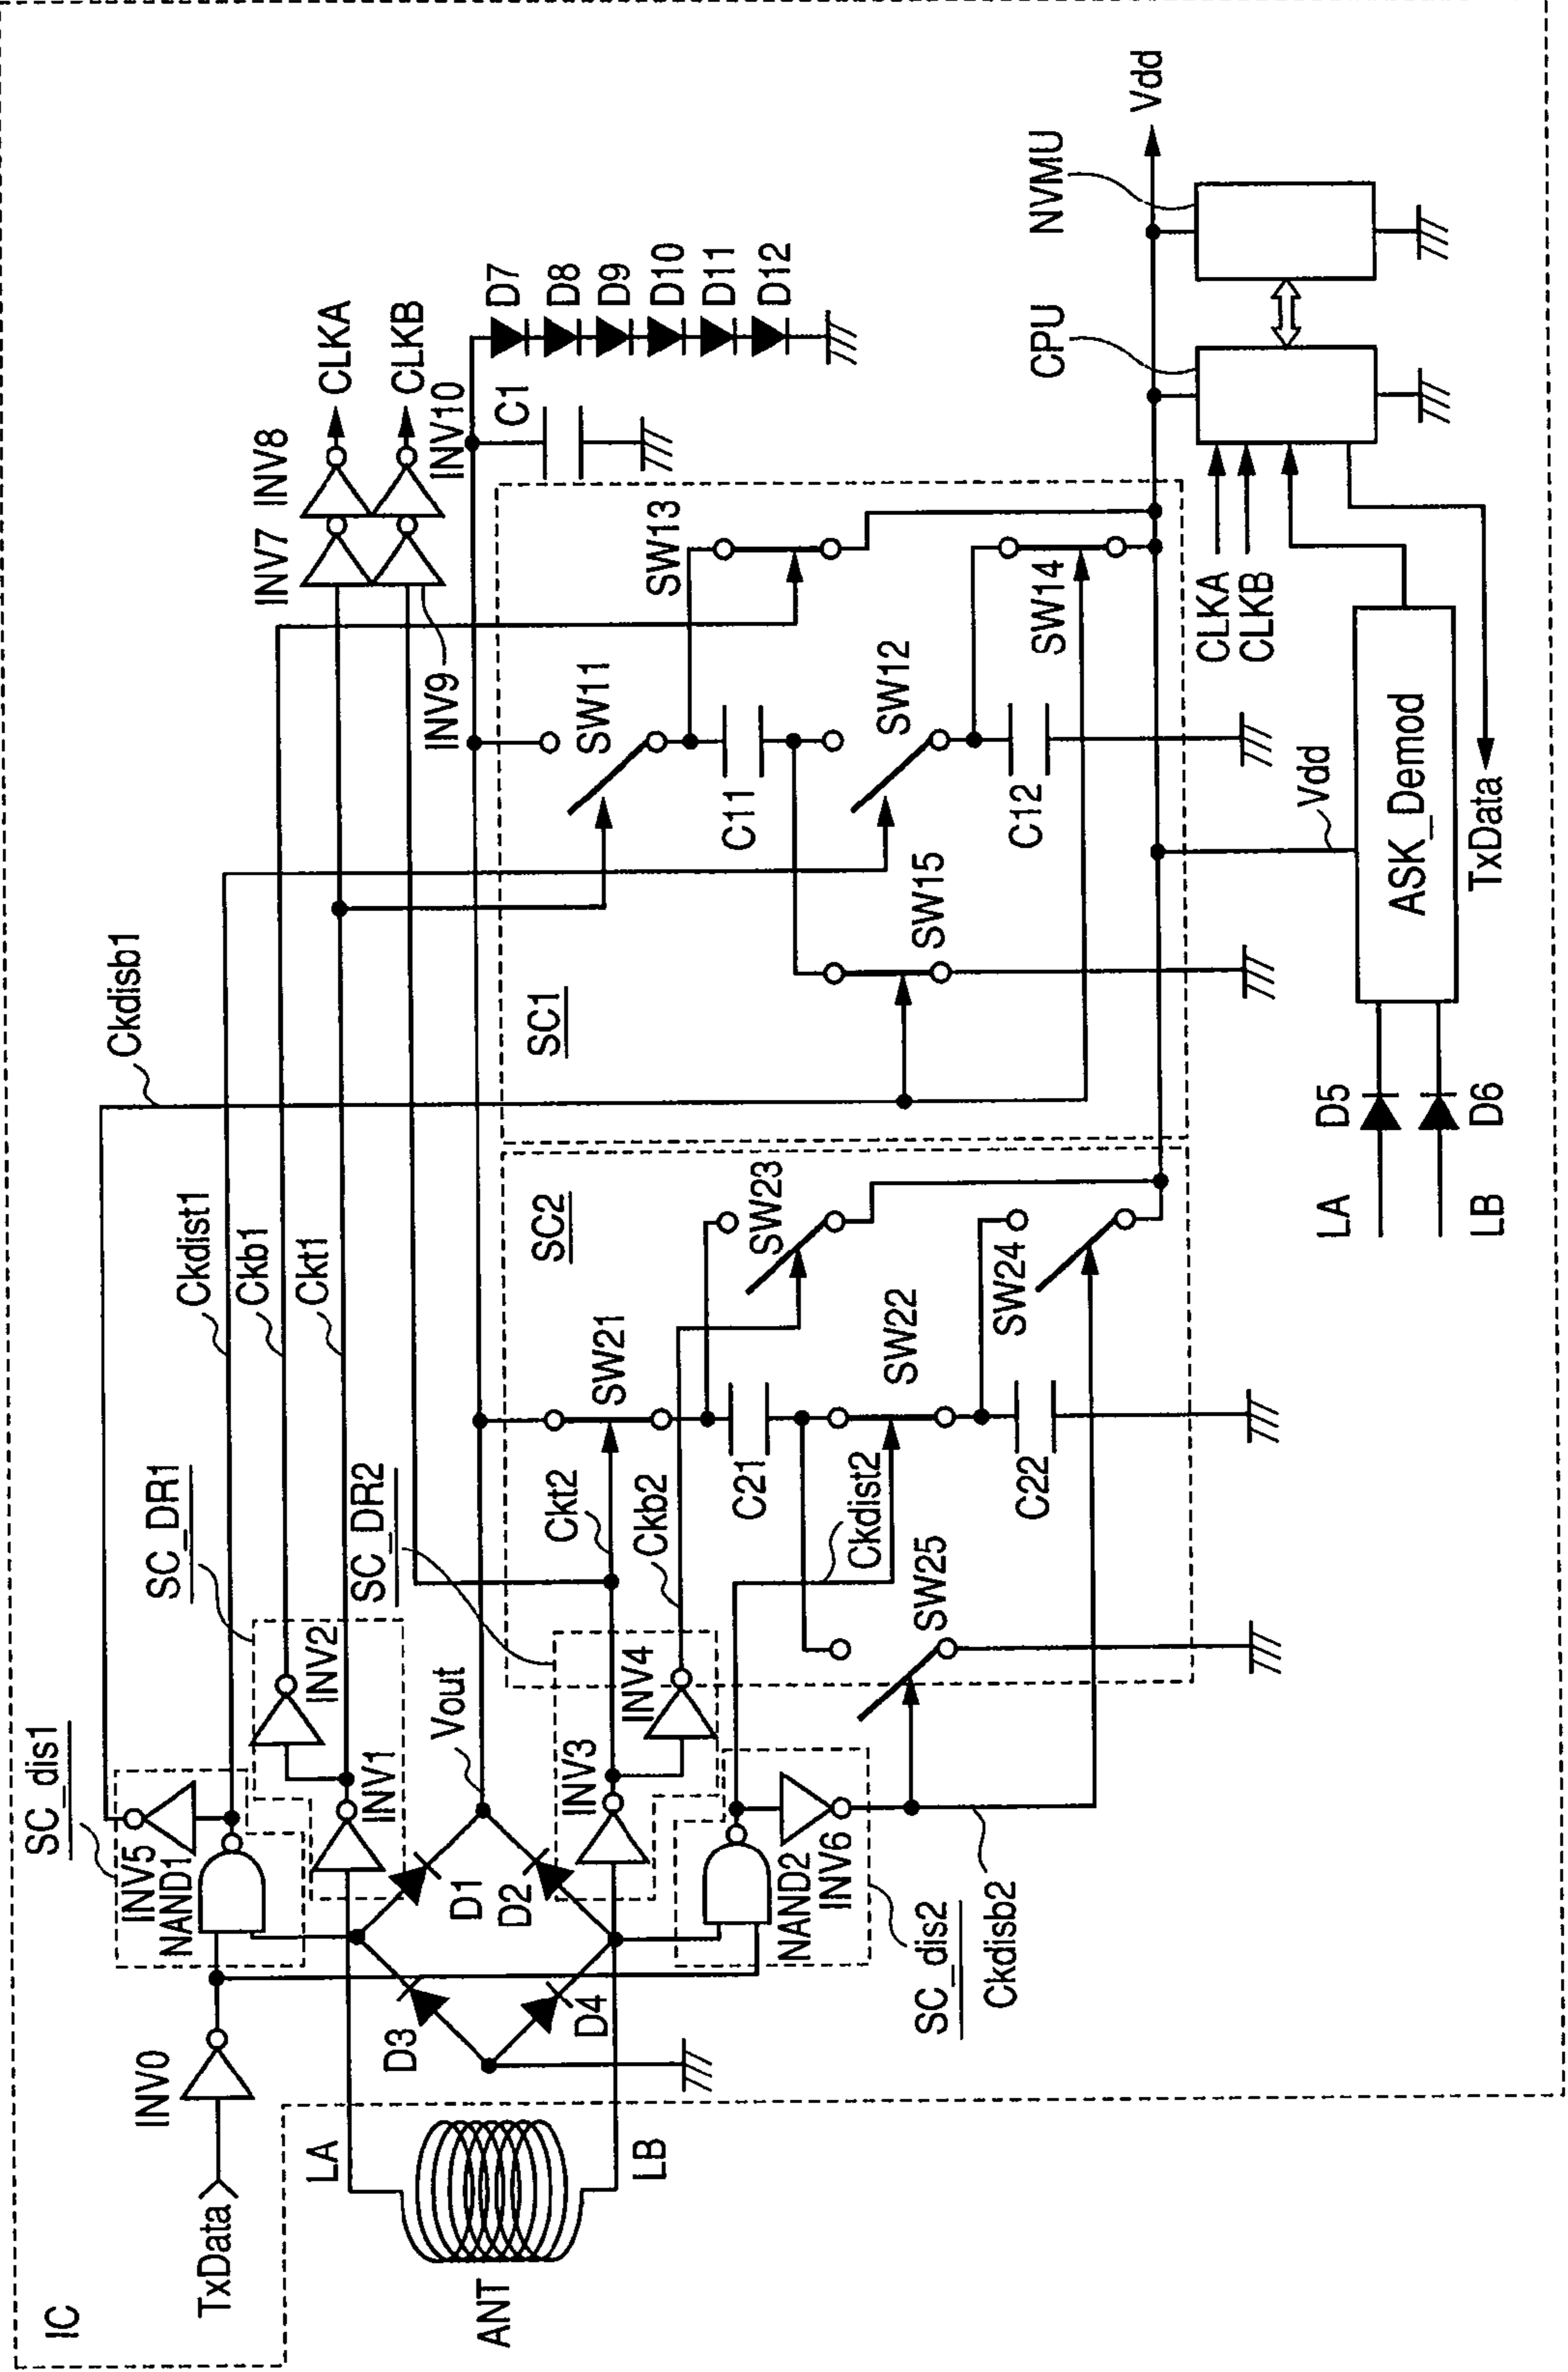 IC
TxData
INV0
SC_dis1
INV5
NAND1
SC_DR1
INV2
INV1
Ckdisb1
Ckdist1
Ckb1
Ckt1
INV7
INV8
CLKA
CLKB
INV9
INV10
ANT
LA
LB
D3
D4
D1
D2
Vout
SC_DR2
INV3
INV4
NAND2
INV6
SC_dis2
Ckdisb2
Ckt2
Ckb2
Ckdist2
SC2
SW21
SW23
C21
SW22
SW24
C22
SW25
SC1
SW11
SW13
C11
SW12
SW14
C12
SW15
C1
D7
D8
D9
D10
D11
D12
Vdd
LA
LB
D5
D6
ASK_Demod
Vdd
TxData
CLKA
CLKB
CPU
NVMU